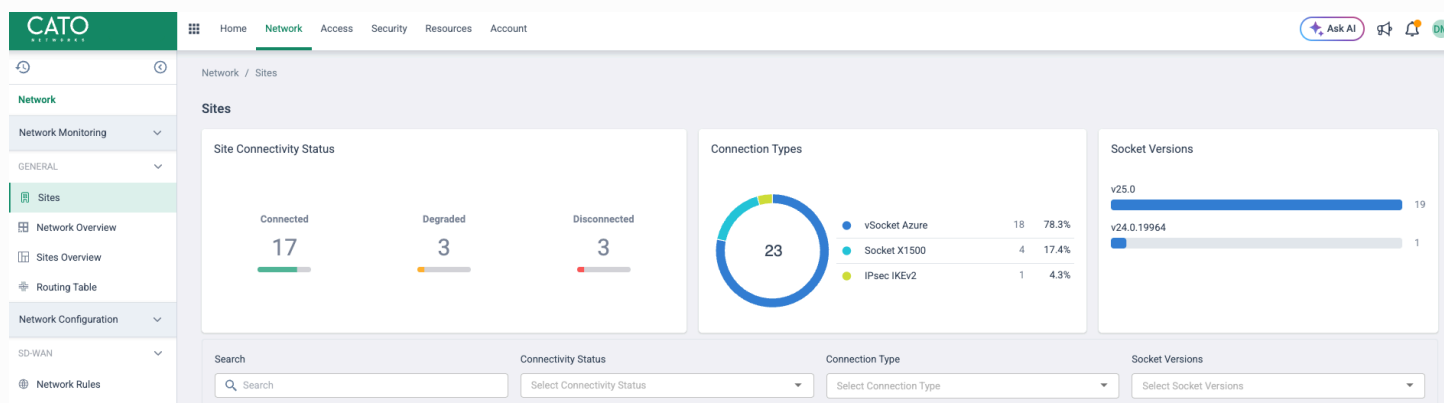 CATO
NETWORKS
Home Network Access Security Resources Account
Ask AI
Network / Sites
Network
Sites
Network Monitoring
GENERAL
Sites
Network Overview
Sites Overview
Routing Table
Network Configuration
SD-WAN
Network Rules
Site Connectivity Status
Connected Degraded Disconnected
17 3 3
Connection Types
23
vSocket Azure 18 78.3%
Socket X1500 4 17.4%
IPsec IKEv2 1 4.3%
Socket Versions
v25.0
19
v24.0.19964
1
Search Connectivity Status Connection Type Socket Versions
Search Select Connectivity Status Select Connection Type Select Socket Versions